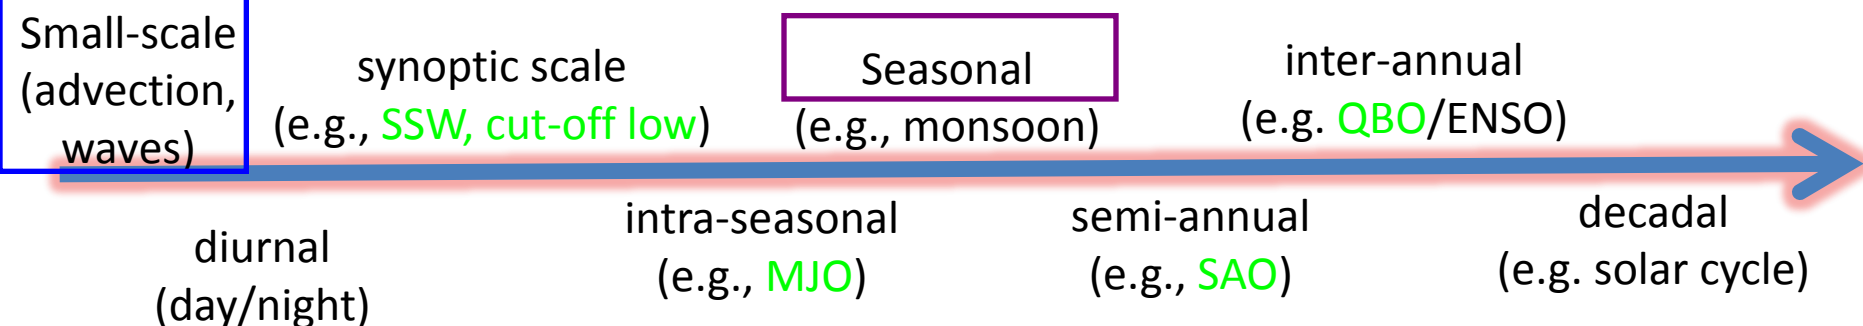 Small-scale
(advection,
waves)
synoptic scale
(e.g., SSW, cut-off low)
Seasonal
(e.g., monsoon)
inter-annual
(e.g. QBO/ENSO)
diurnal
(day/night)
intra-seasonal
(e.g., MJO)
semi-annual
(e.g., SAO)
decadal
(e.g. solar cycle)